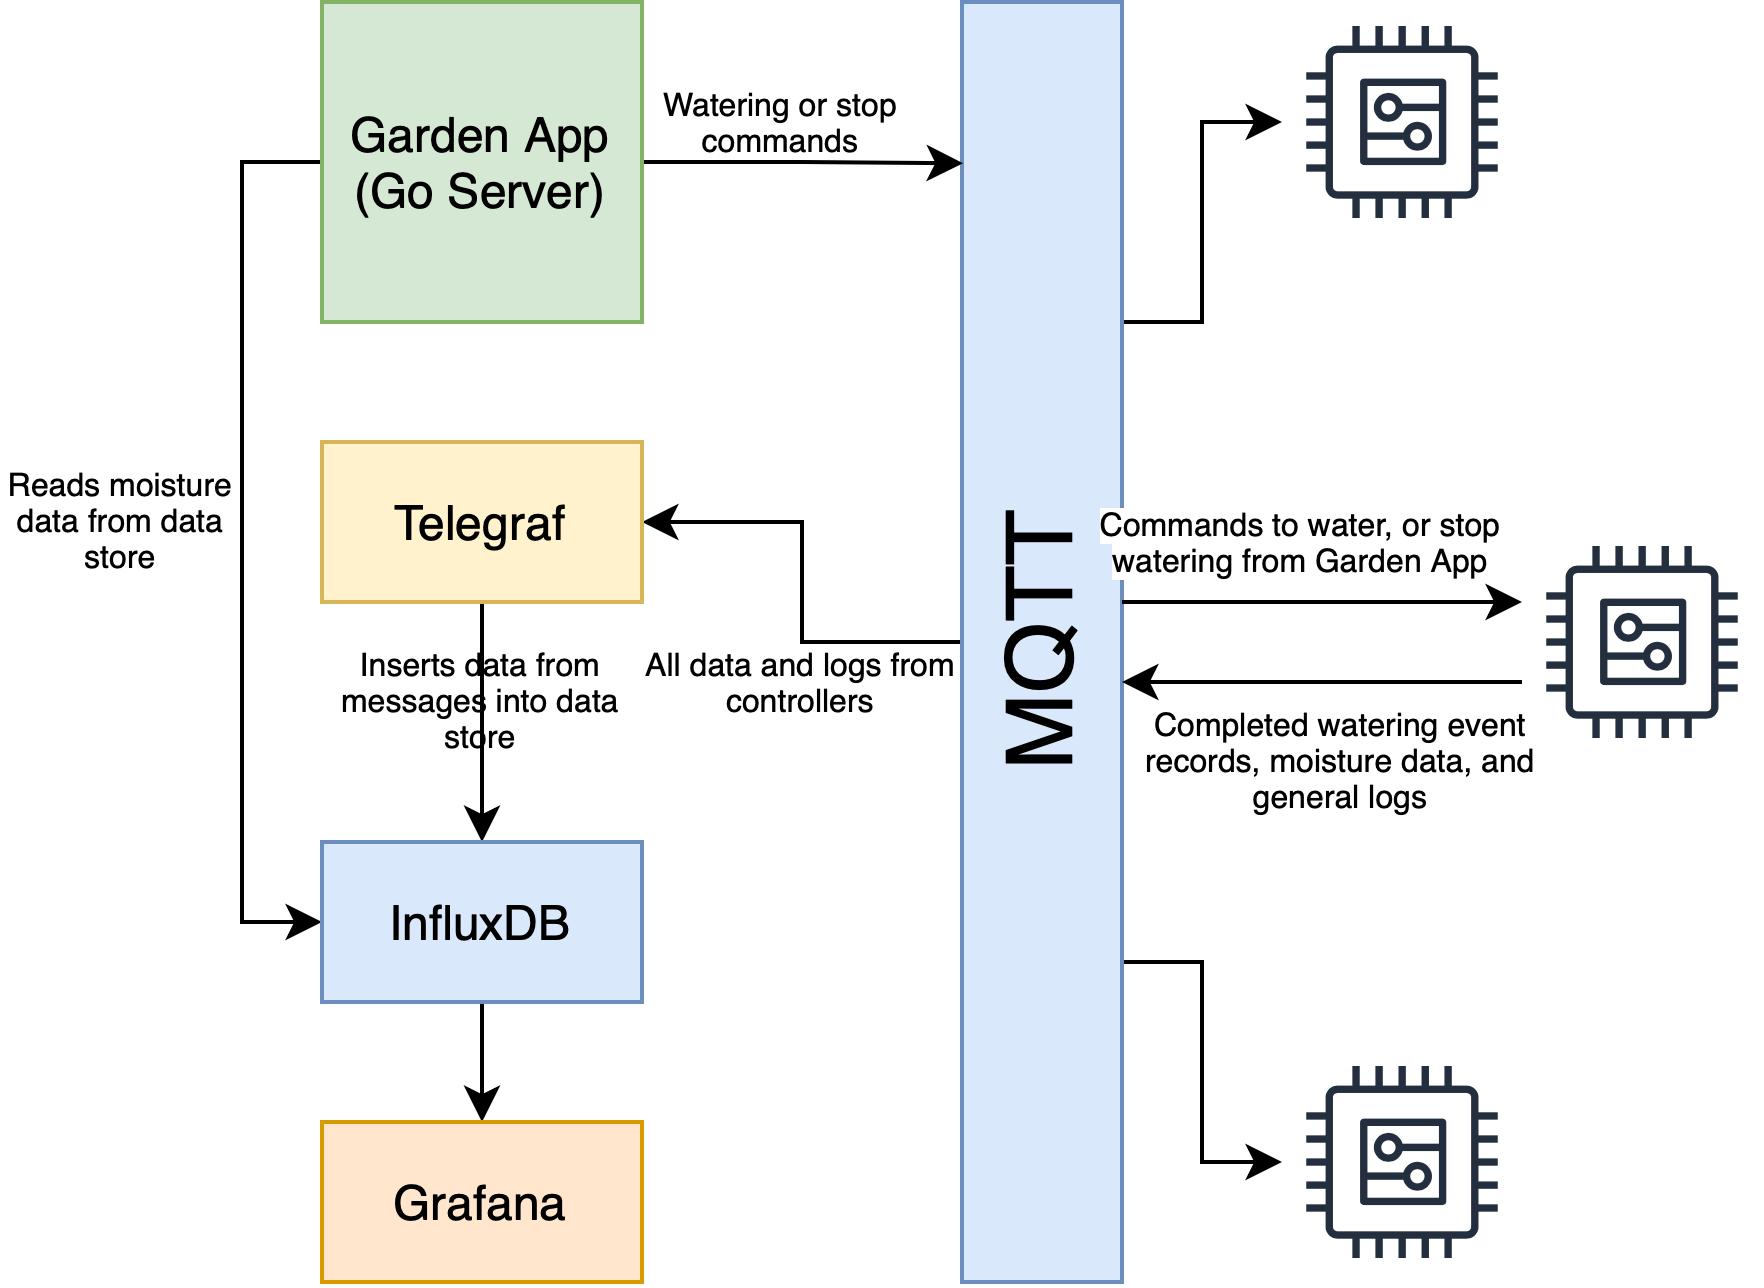 Garden App
(Go Server)
Watering or stop
commands
Reads moisture
data from data
store
Telegraf
Inserts data from
messages into data
store
All data and logs from
controllers
MQTT
Commands to water, or stop
watering from Garden App
Completed watering event
records, moisture data, and
general logs
InfluxDB
Grafana